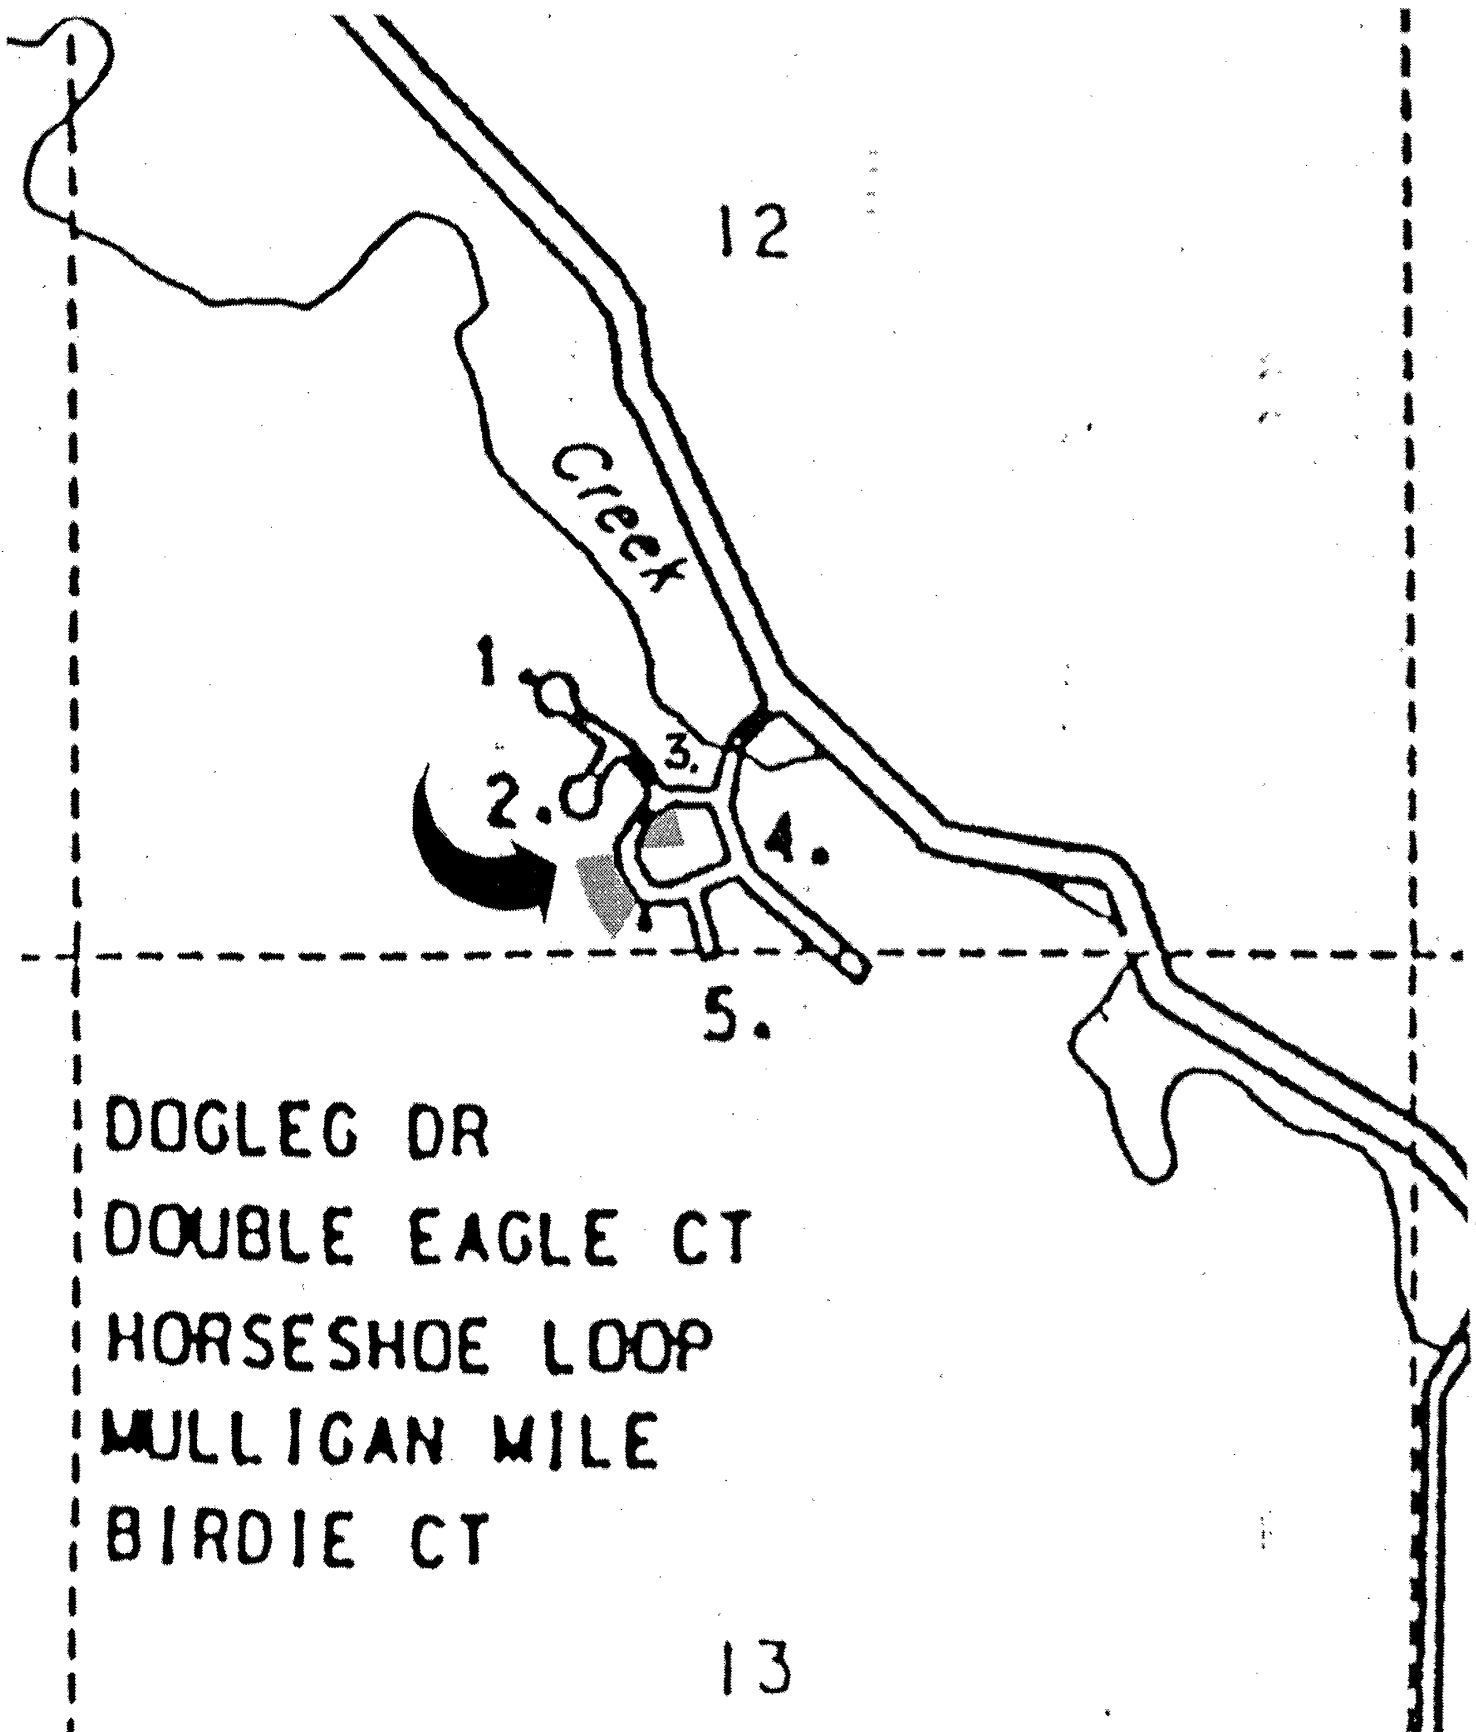 12
Creek
1.
3.
2.
4.
5.
DOGLEG DR
DOUBLE EAGLE CT
HORSESHOE LOOP
MULLIGAN MILE
BIRDIE CT
13